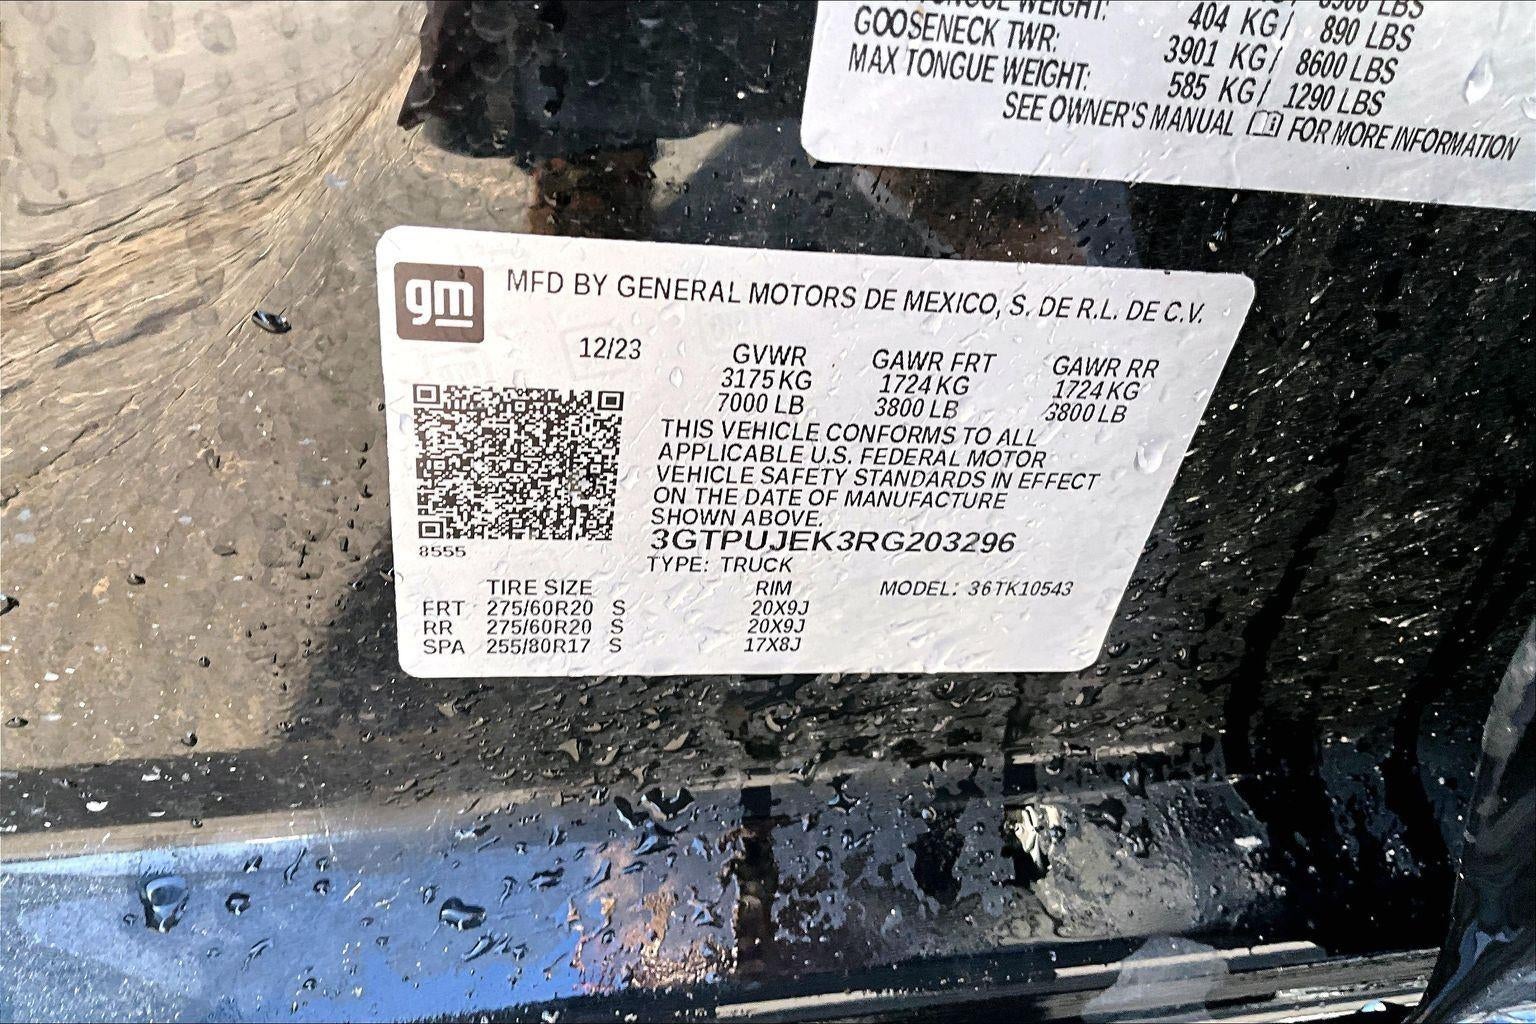 TONGUE WEIGHT: 404 KG/ 890 LBS
GOOSENECK TWR: 3901 KG/ 8600 LBS
MAX TONGUE WEIGHT: 585 KG/ 1290 LBS
SEE OWNER'S MANUAL FOR MORE INFORMATION
gm
MFD BY GENERAL MOTORS DE MEXICO, S. DE R.L. DE C.V.
12/23 GVWR GAWR FRT GAWR RR
3175 KG 1724 KG 1724 KG
7000 LB 3800 LB 3800 LB
THIS VEHICLE CONFORMS TO ALL
APPLICABLE U.S. FEDERAL MOTOR
VEHICLE SAFETY STANDARDS IN EFFECT
ON THE DATE OF MANUFACTURE
SHOWN ABOVE.
3GTPUJEK3RG203296
8555
TYPE: TRUCK
TIRE SIZE RIM MODEL: 36TK10543
FRT 275/60R20 S 20X9J
RR 275/60R20 S 20X9J
SPA 255/80R17 S 17X8J